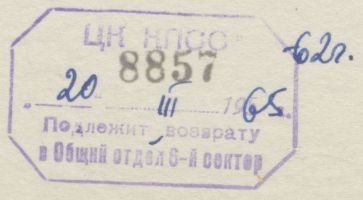 ЦК КПСС
8857 -62г.
20 III 1965.
Подлежит возврату
в Общий отдел 6-й сектор